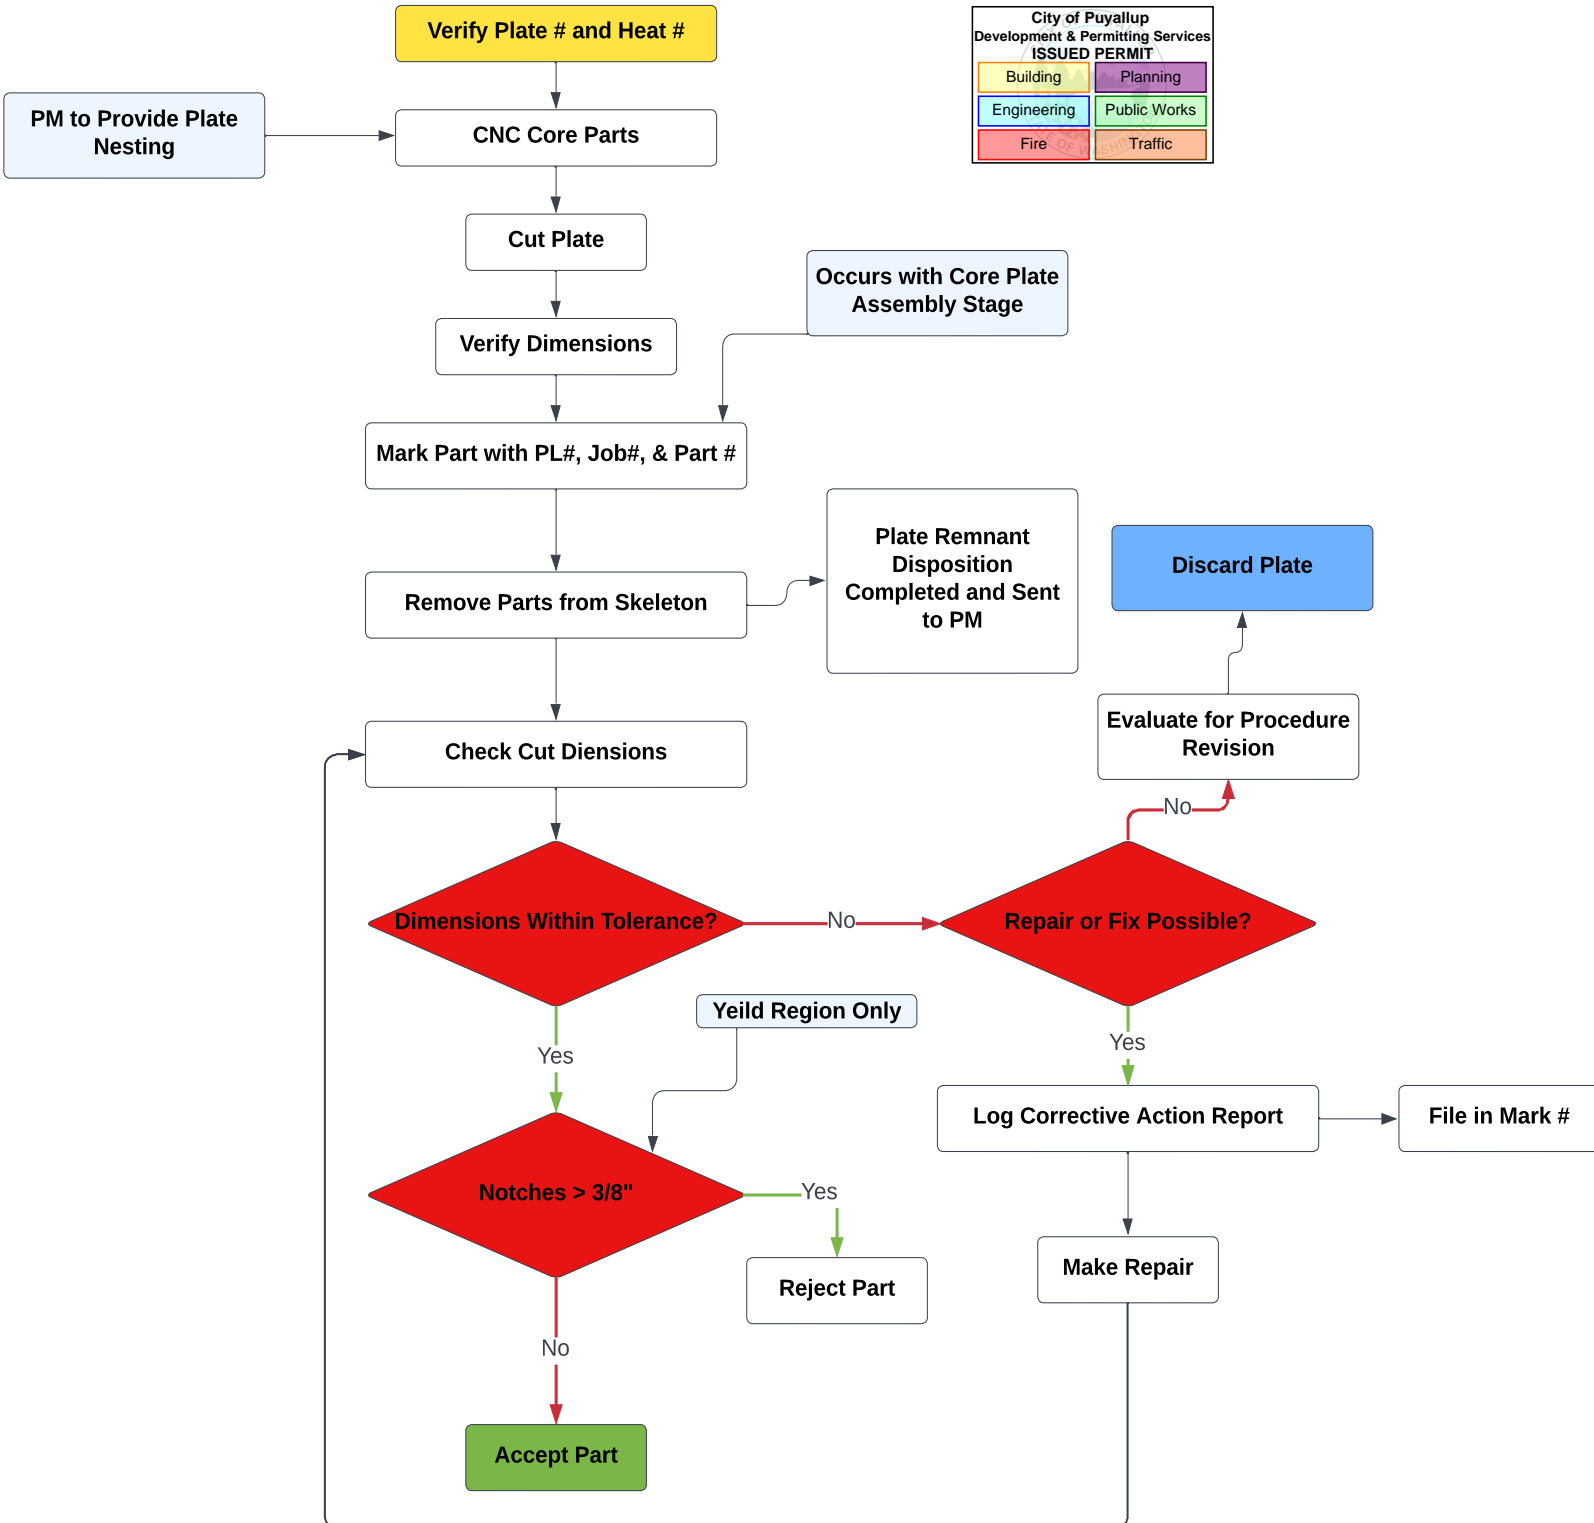 Verify Plate # and Heat #
City of Puyallup
Development & Permitting Services
ISSUED PERMIT
Building
Planning
Engineering
Public Works
Fire
Traffic
OF WASHINGTO
PM to Provide Plate
Nesting
CNC Core Parts
Cut Plate
Occurs with Core Plate
Assembly Stage
Verify Dimensions
Mark Part with PL#, Job#, & Part #
Plate Remnant
Disposition
Completed and Sent
to PM
Discard Plate
Remove Parts from Skeleton
Evaluate for Procedure
Revision
Check Cut Diensions
No
Dimensions Within Tolerance?
No
Repair or Fix Possible?
Yeild Region Only
Yes
Yes
Log Corrective Action Report
File in Mark #
Notches > 3/8"
Yes
Make Repair
Reject Part
No
Accept Part